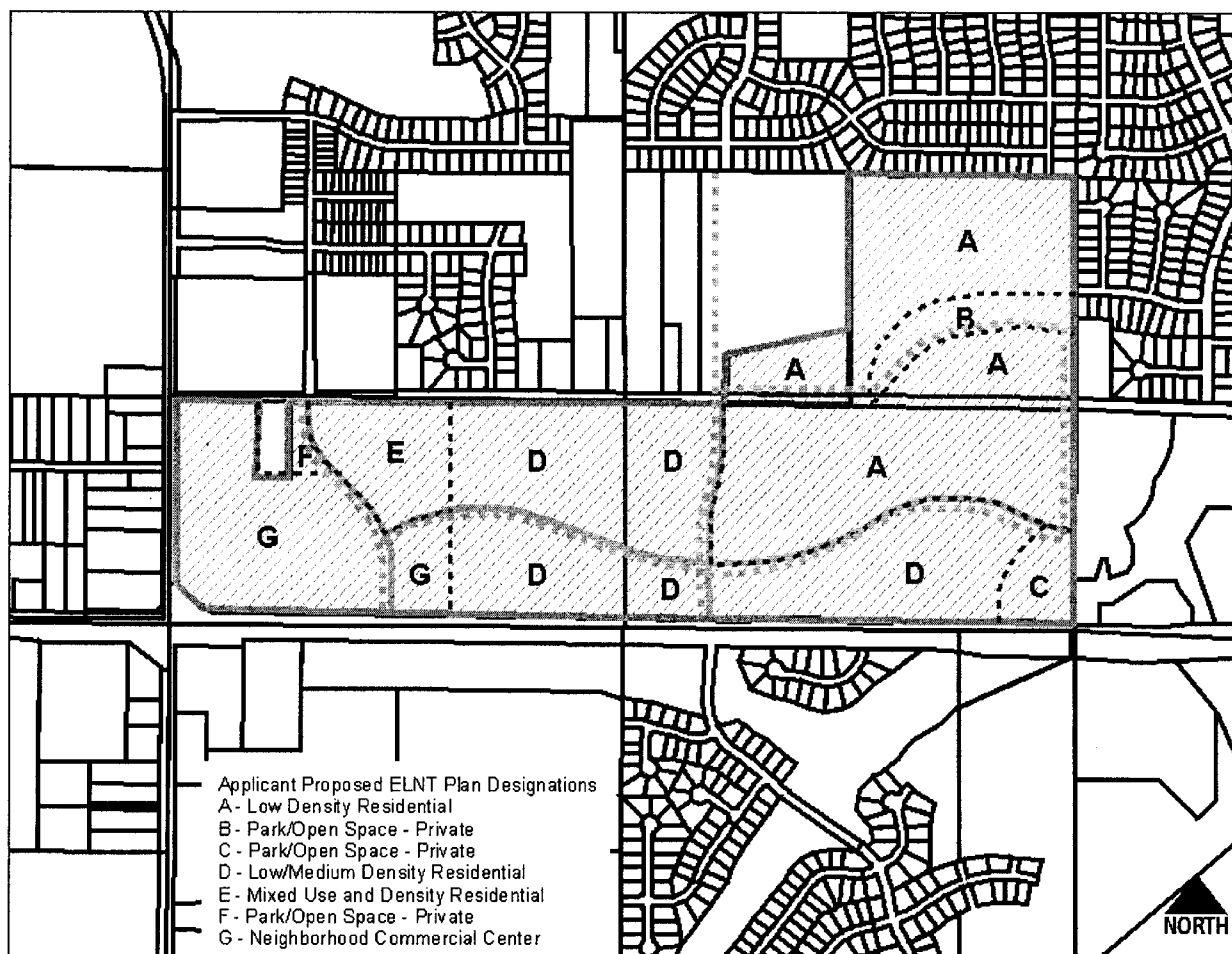 A
B
A
A
F
E
D
D
A
G
G
D
D
D
C
Applicant Proposed ELNT Plan Designations
A - Low Density Residential
B - Park/Open Space - Private
C - Park/Open Space - Private
D - Low/Medium Density Residential
E - Mixed Use and Density Residential
F - Park/Open Space - Private
G - Neighborhood Commercial Center
NORTH